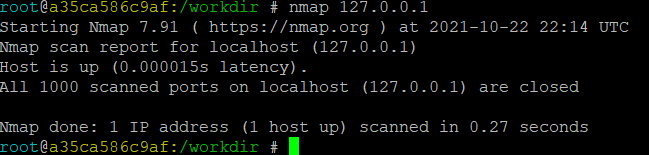 root@a35ca586c9af:/workdir # nmap 127.0.0.1
Starting Nmap 7.91 ( https://nmap.org ) at 2021-10-22 22:14 UTC
Nmap scan report for localhost (127.0.0.1)
Host is up (0.000015s latency).
All 1000 scanned ports on localhost (127.0.0.1) are closed
Nmap done: 1 IP address (1 host up) scanned in 0.27 seconds
root@a35ca586c9af:/workdir #